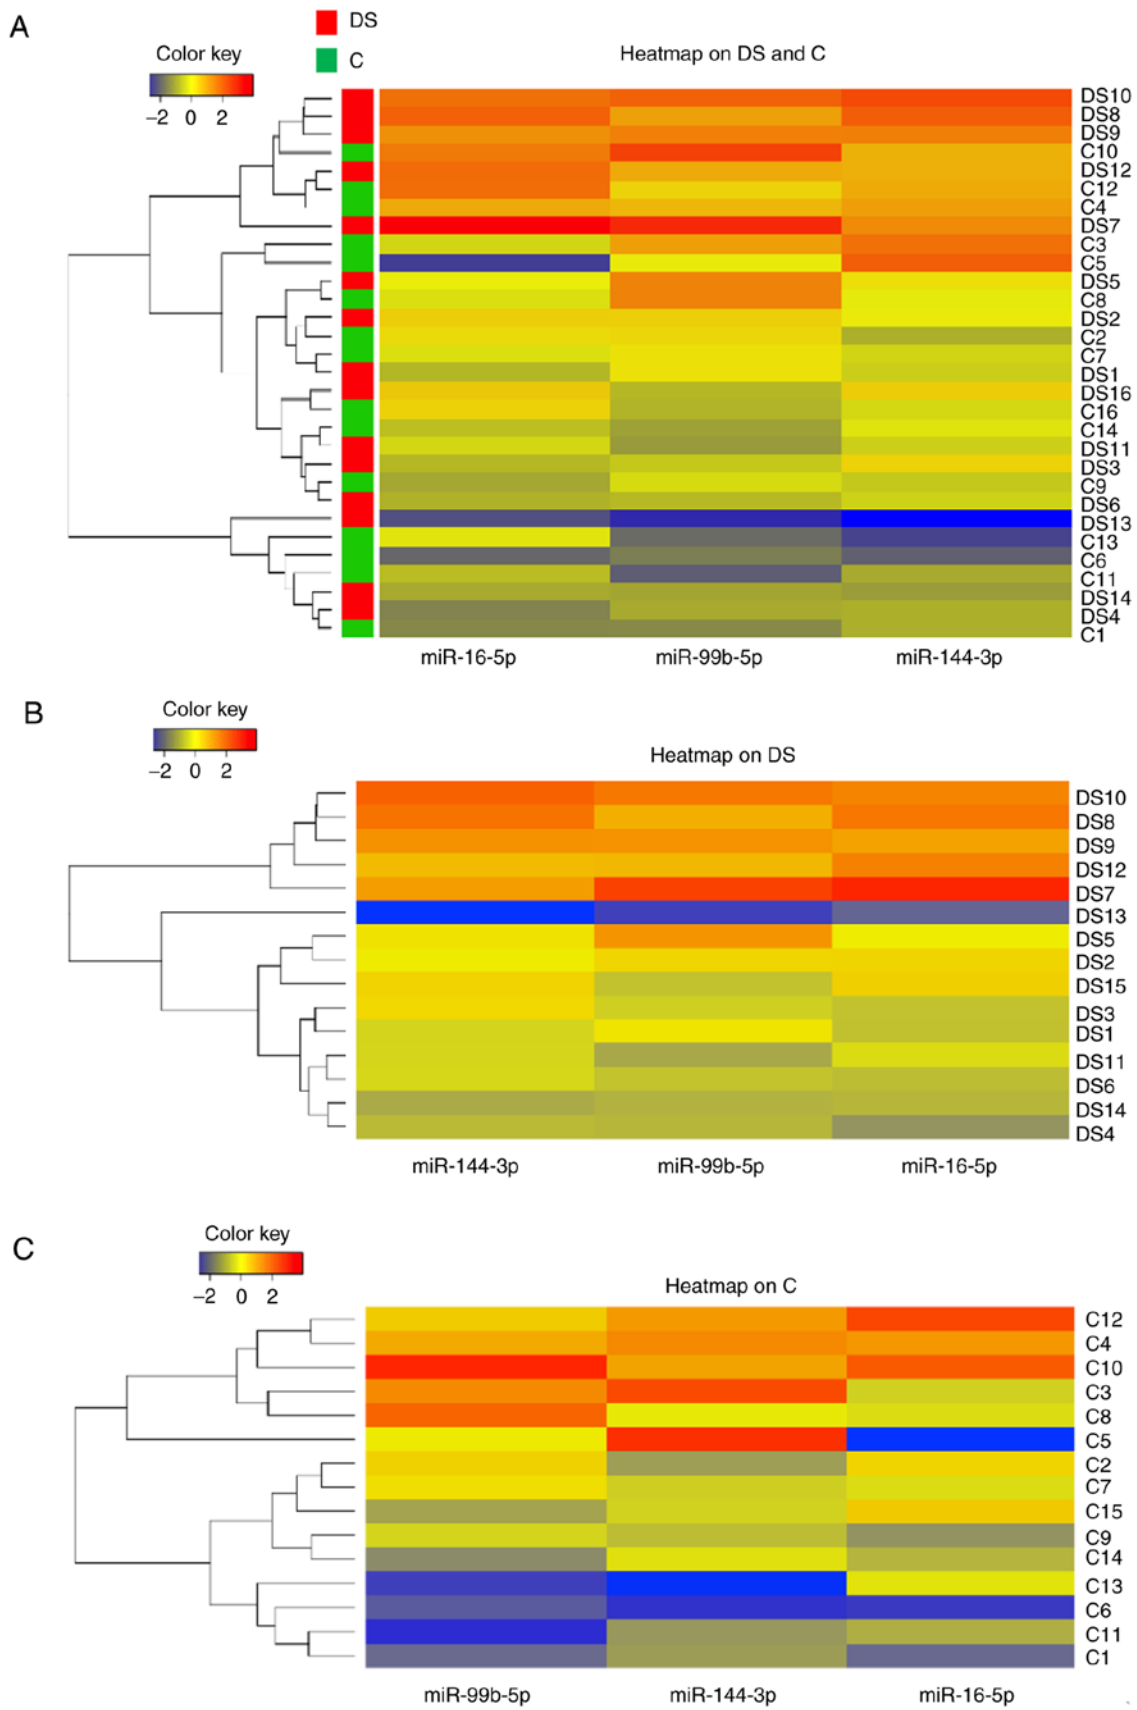 A
DS
C
Color key
−2 0 2
Heatmap on DS and C
DS10
DS8
DS9
C10
DS12
C12
C4
DS7
C3
C5
DS5
C8
DS2
C2
C7
DS1
DS16
C16
C14
DS11
DS3
C9
DS6
DS13
C13
C6
C11
DS14
DS4
C1
miR-16-5p miR-99b-5p miR-144-3p
B
Color key
−2 0 2
Heatmap on DS
DS10
DS8
DS9
DS12
DS7
DS13
DS5
DS2
DS15
DS3
DS1
DS11
DS6
DS14
DS4
miR-144-3p miR-99b-5p miR-16-5p
C
Color key
−2 0 2
Heatmap on C
C12
C4
C10
C3
C8
C5
C2
C7
C15
C9
C14
C13
C6
C11
C1
miR-99b-5p miR-144-3p miR-16-5p